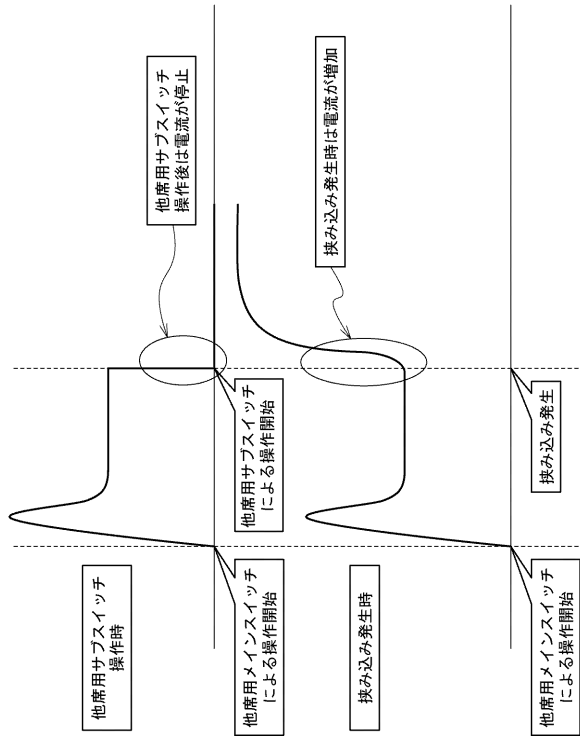 他席用サブスイッチ
操作時
他席用サブスイッチ
操作後は電流が停止
他席用メインスイッチ
による操作開始
他席用サブスイッチ
による操作開始
挟み込み発生時
挟み込み発生時は電流が増加
他席用メインスイッチ
による操作開始
挟み込み発生